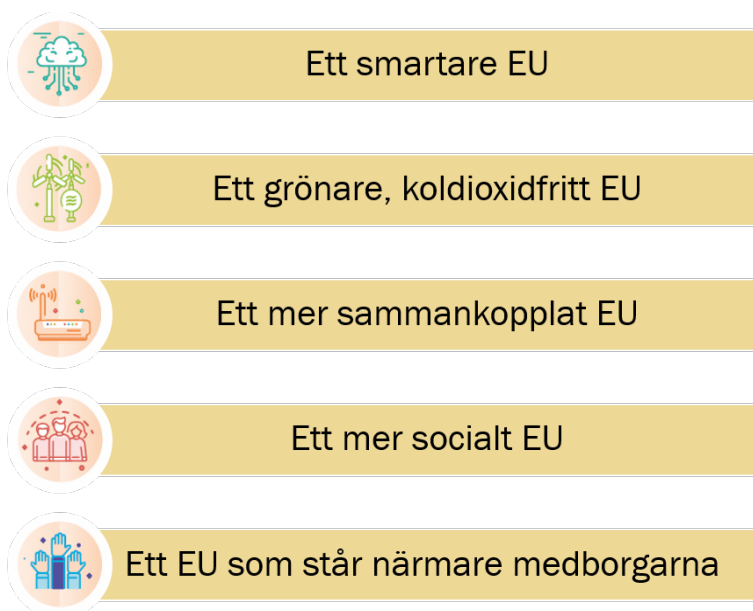 Ett smartare EU
Ett grönare, koldioxidfritt EU
Ett mer sammankopplat EU
Ett mer socialt EU
Ett EU som står närmare medborgarna